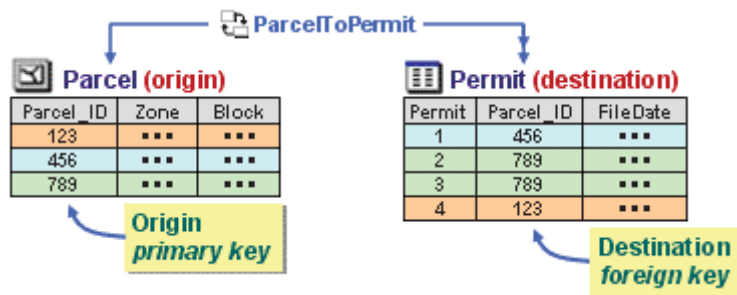 ParcelToPermit
Parcel (origin)
Parcel_ID Zone Block
123 ▪▪▪ ▪▪▪
456 ▪▪▪ ▪▪▪
789 ▪▪▪ ▪▪▪
Origin
primary key
Permit (destination)
Permit Parcel_ID FileDate
1 456 ▪▪▪
2 789 ▪▪▪
3 789 ▪▪▪
4 123 ▪▪▪
Destination
foreign key